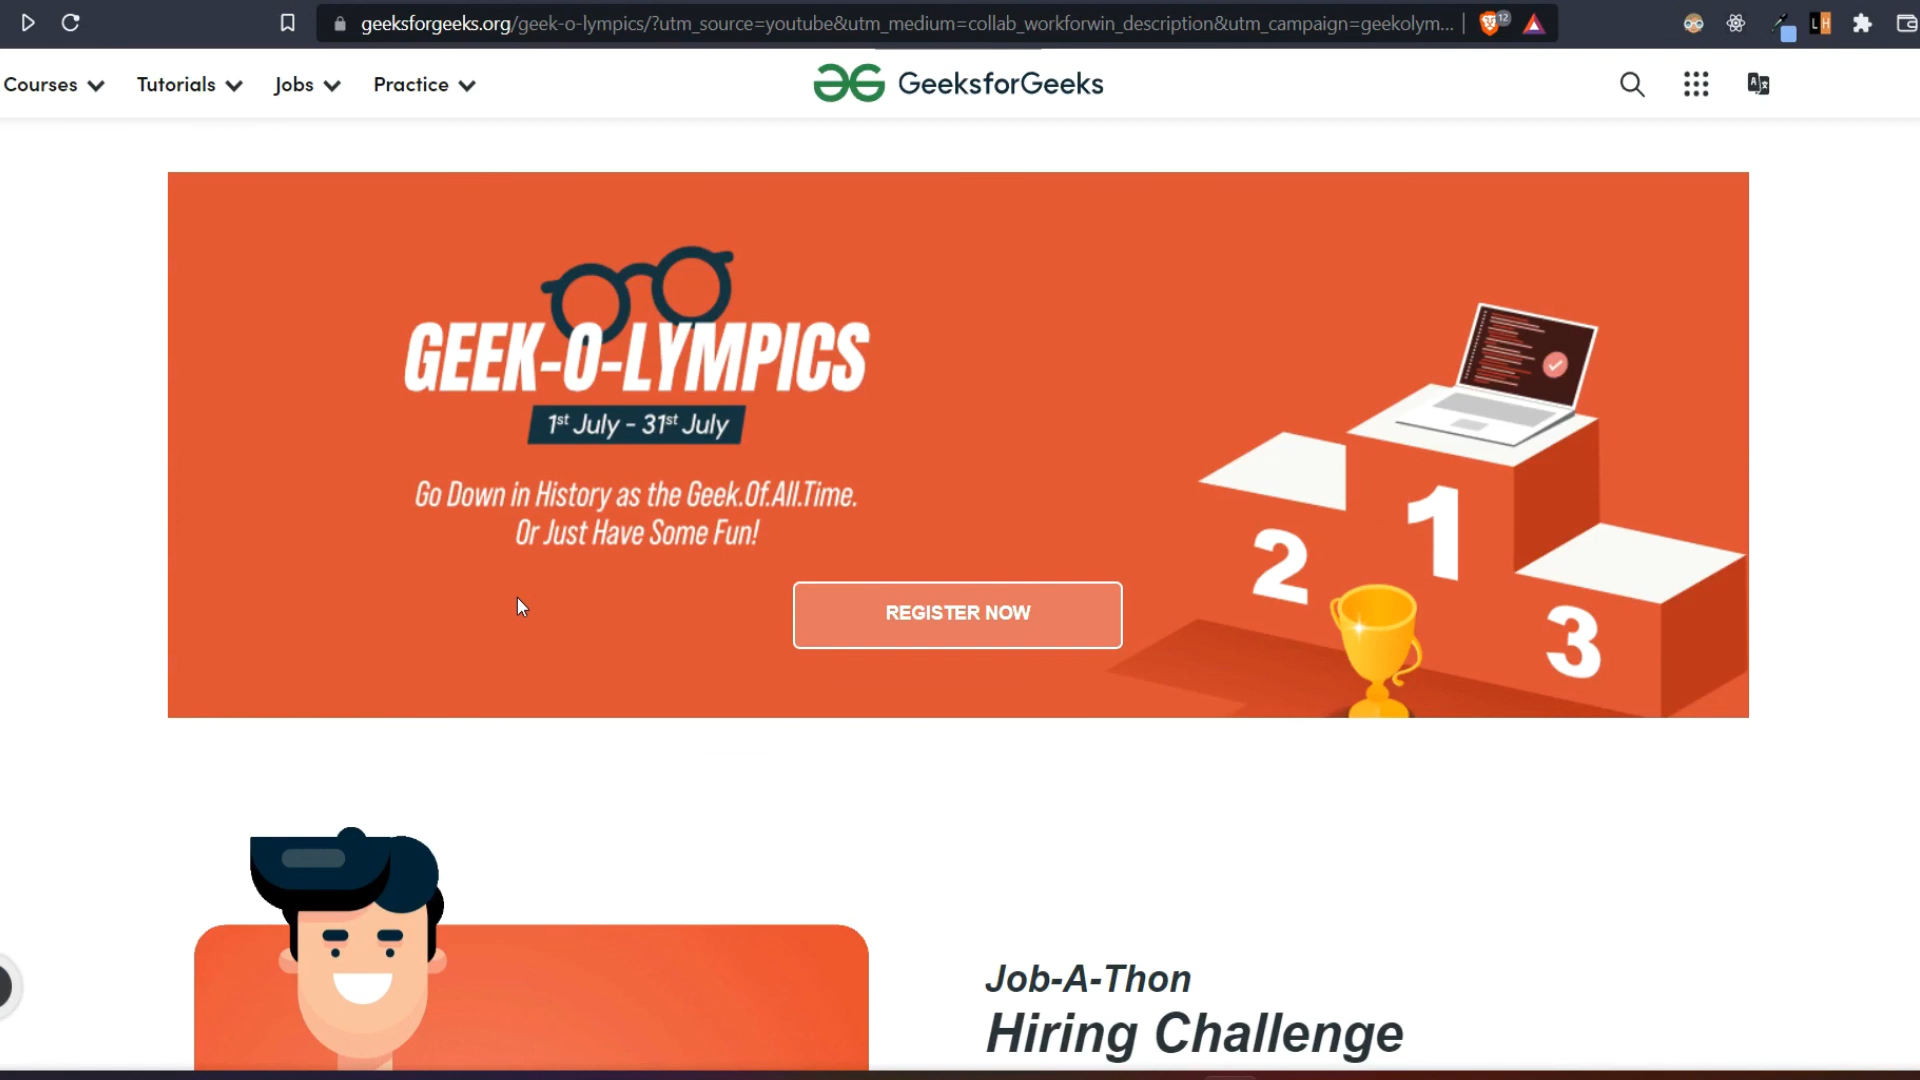 geeksforgeeks.org/geek-o-lympics/?utm_source=youtube&utm_medium=collab_workforwin_description&utm_campaign=geekolym...
12
LH
Courses
Tutorials
Jobs
Practice
GeeksforGeeks
GEEK-O-LYMPICS
1st July - 31st July
Go Down in History as the Geek.Of.All.Time.
Or Just Have Some Fun!
REGISTER NOW
1
2
3
Job-A-Thon
Hiring Challenge